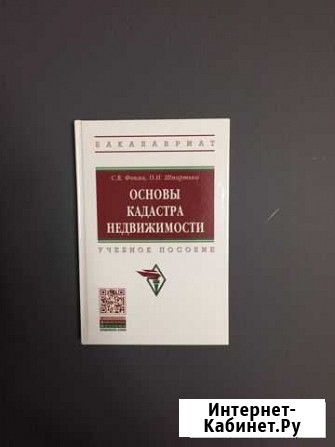 БАКАЛАВРИАТ
С.В. Фокин, О.Н. Шпортько
ОСНОВЫ
КАДАСТРА
НЕДВИЖИМОСТИ
УЧЕБНОЕ ПОСОБИЕ
Интернет-
Кабинет.Ру